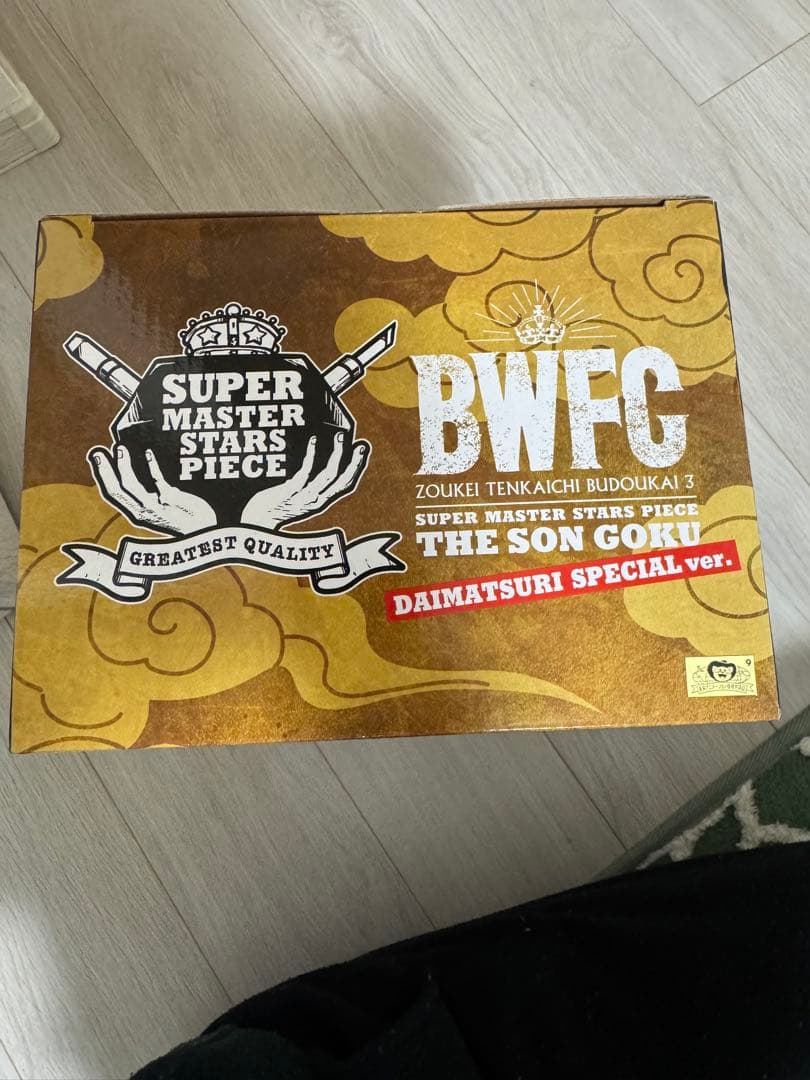 SUPER
MASTER
STARS
PIECE
GREATEST QUALITY
BWFC
ZOUKEI TENKAICHI BUDOUKAI 3
SUPER MASTER STARS PIECE
THE SON GOKU
DAIMATSURI SPECIAL ver.
9